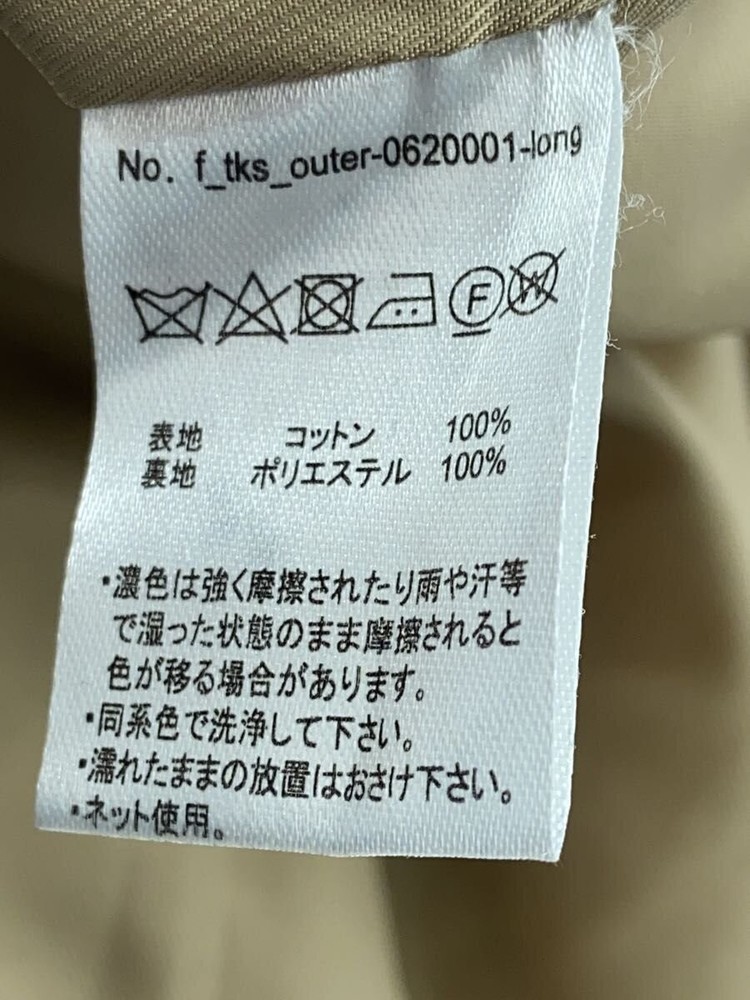 No. f_tks_outer-0620001-long
F W
表地 コットン 100%
裏地 ポリエステル 100%
・濃色は強く摩擦されたり雨や汗等
で湿った状態のまま摩擦されると
色が移る場合があります。
・同系色で洗浄して下さい。
・濡れたままの放置はおさけ下さい。
・ネット使用。